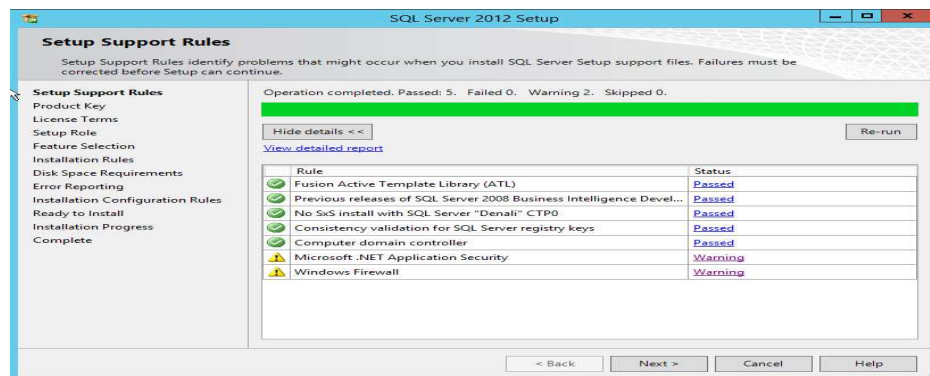 SQL Server 2012 Setup
Setup Support Rules
Setup Support Rules identify problems that might occur when you install SQL Server Setup support files. Failures must be
corrected before Setup can continue.
Setup Support Rules
Product Key
License Terms
Setup Role
Feature Selection
Installation Rules
Disk Space Requirements
Error Reporting
Installation Configuration Rules
Ready to Install
Installation Progress
Complete
Operation completed. Passed: 5. Failed 0. Warning 2. Skipped 0.
Hide details <<
Re-run
View detailed report
Rule Status
Fusion Active Template Library (ATL) Passed
Previous releases of SQL Server 2008 Business Intelligence Devel... Passed
No SxS install with SQL Server "Denali" CTP0 Passed
Consistency validation for SQL Server registry keys Passed
Computer domain controller Passed
Microsoft .NET Application Security Warning
Windows Firewall Warning
< Back Next > Cancel Help